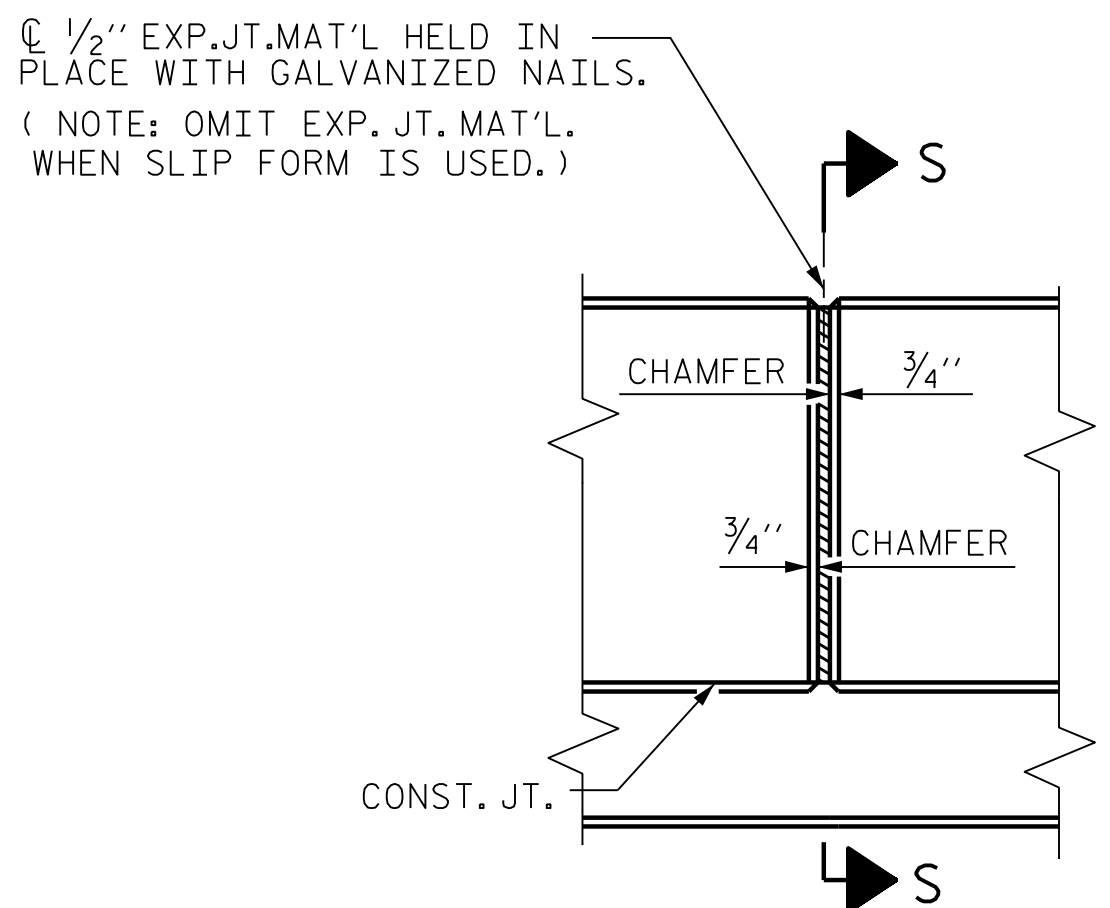 ℄ 1/2'' EXP.JT.MAT'L HELD IN
PLACE WITH GALVANIZED NAILS.
( NOTE: OMIT EXP. JT. MAT'L.
WHEN SLIP FORM IS USED. )
S
CHAMFER 3/4''
3/4'' CHAMFER
CONST. JT.
S